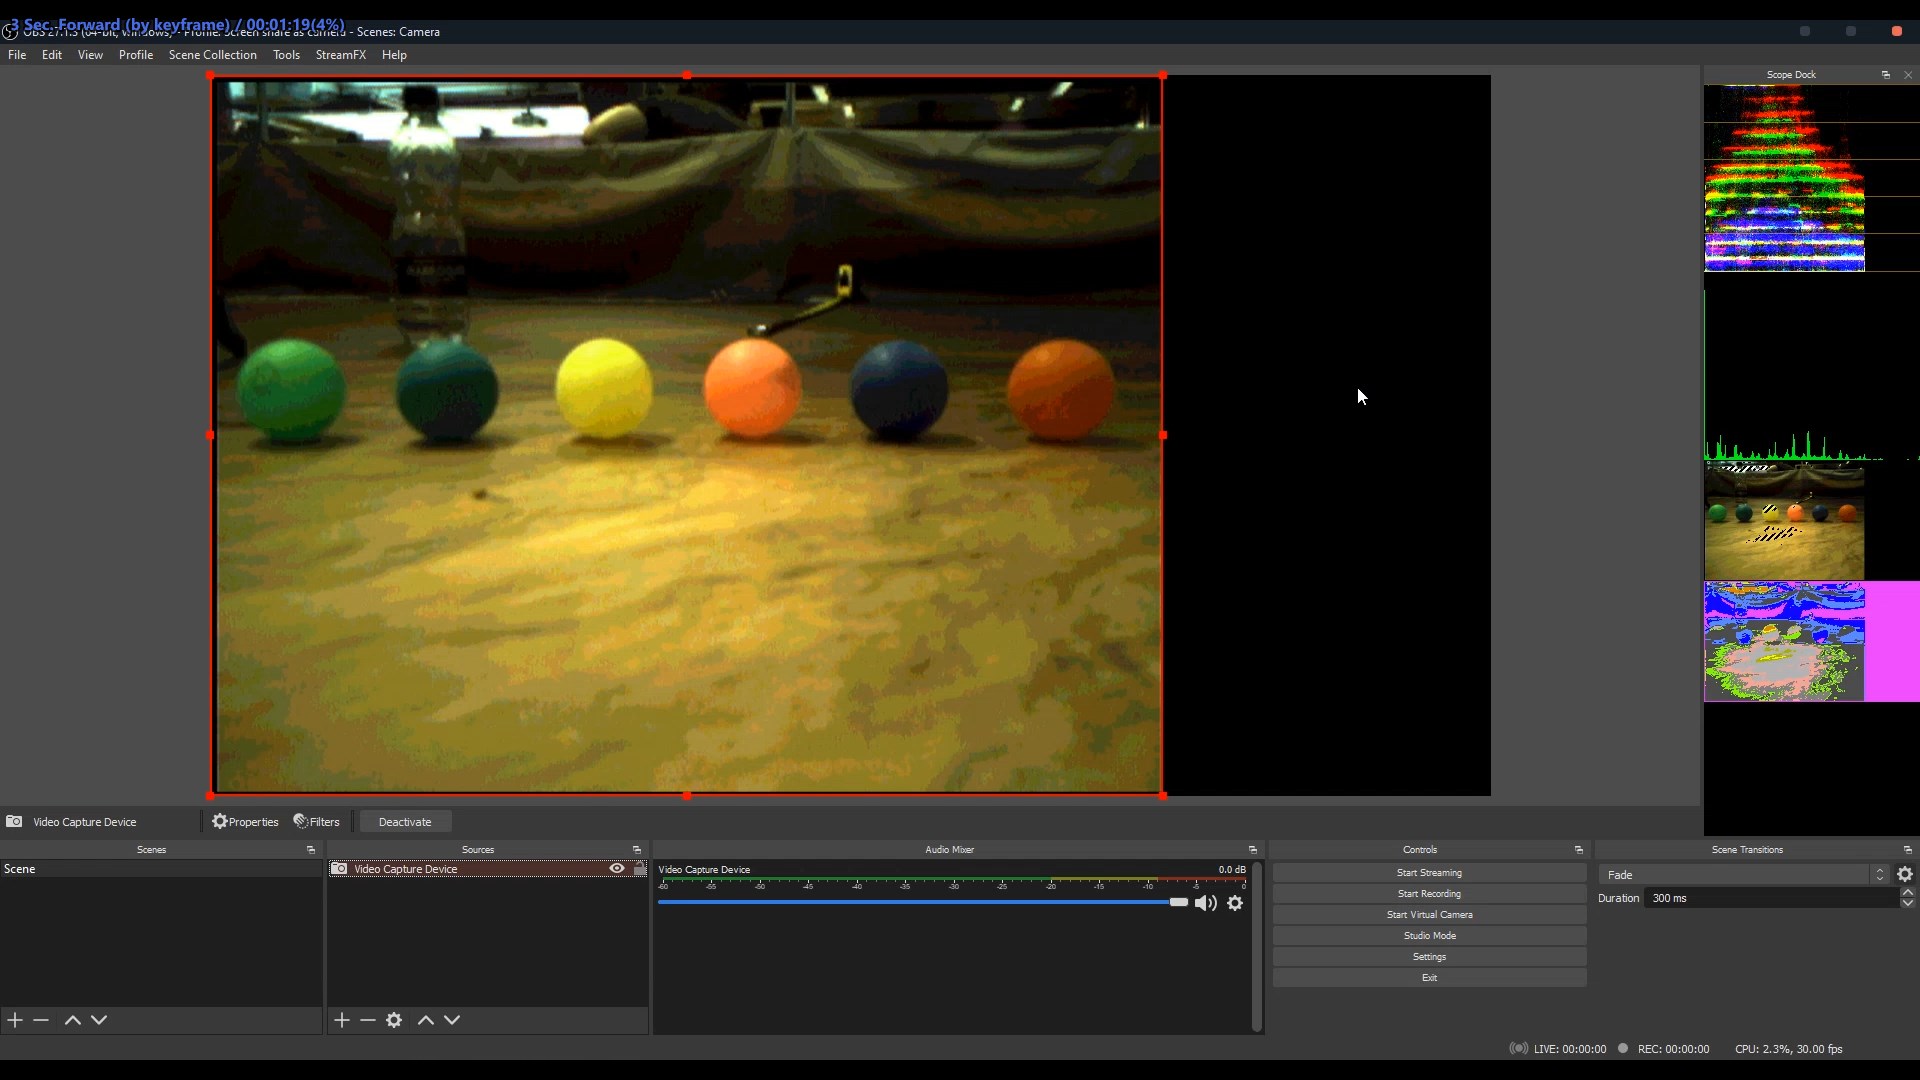 3 Sec. Forward (by keyframe) / 00:01:19(4%)
OBS 27.1.3 (64-bit, windows) - Profile: Screen share as camera - Scenes: Camera
File Edit View Profile Scene Collection Tools StreamFX Help
Scope Dock
Video Capture Device Properties Filters Deactivate
Scenes Sources Audio Mixer Controls Scene Transitions
Scene
Video Capture Device
Video Capture Device 0.0 dB
-60 -55 -50 -45 -40 -35 -30 -25 -20 -15 -10 -5 0
Start Streaming
Start Recording
Start Virtual Camera
Studio Mode
Settings
Exit
Fade
Duration 300 ms
LIVE: 00:00:00 REC: 00:00:00 CPU: 2.3%, 30.00 fps